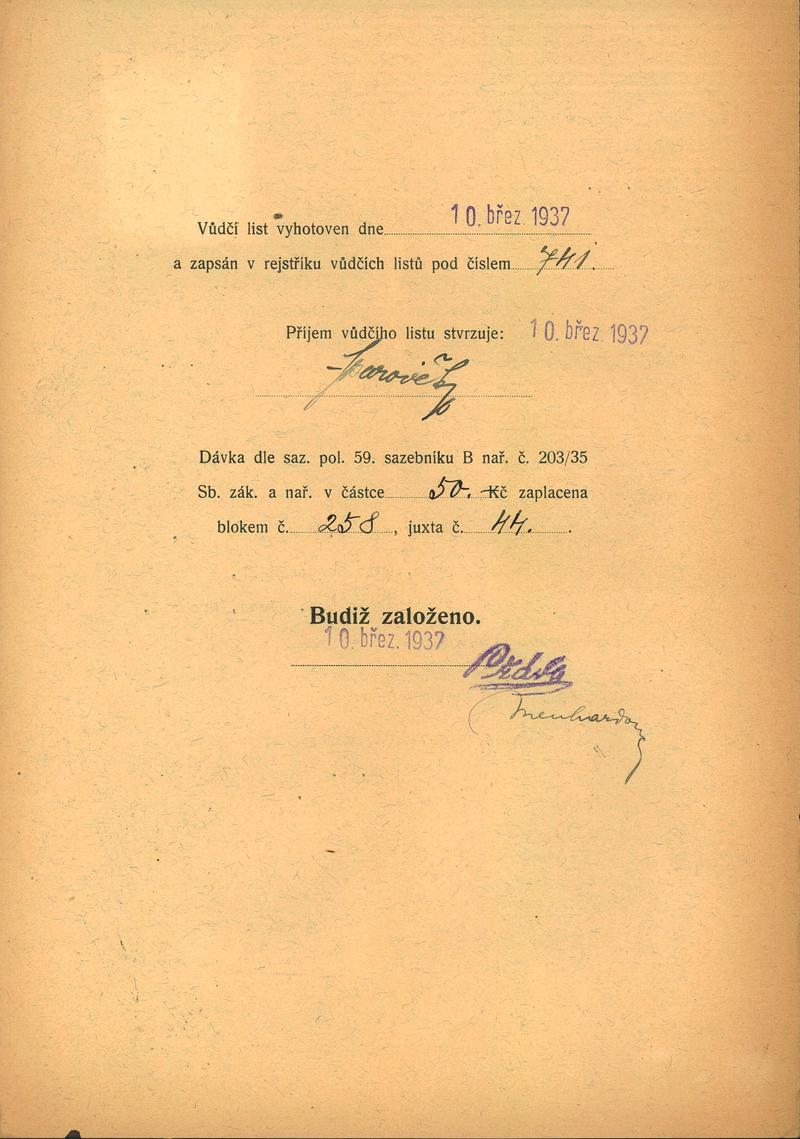 Vůdčí list vyhotoven dne 10. břez. 1937
a zapsán v rejstříku vůdčích listů pod číslem 741.
Příjem vůdčího listu stvrzuje: 10. břez. 1937
Dávka dle saz. pol. 59. sazebníku B nař. č. 203/35
Sb. zák. a nař. v částce 50.- Kč zaplacena
blokem č. 258, juxta č. 44.
Budiž založeno.
10. břez. 1937